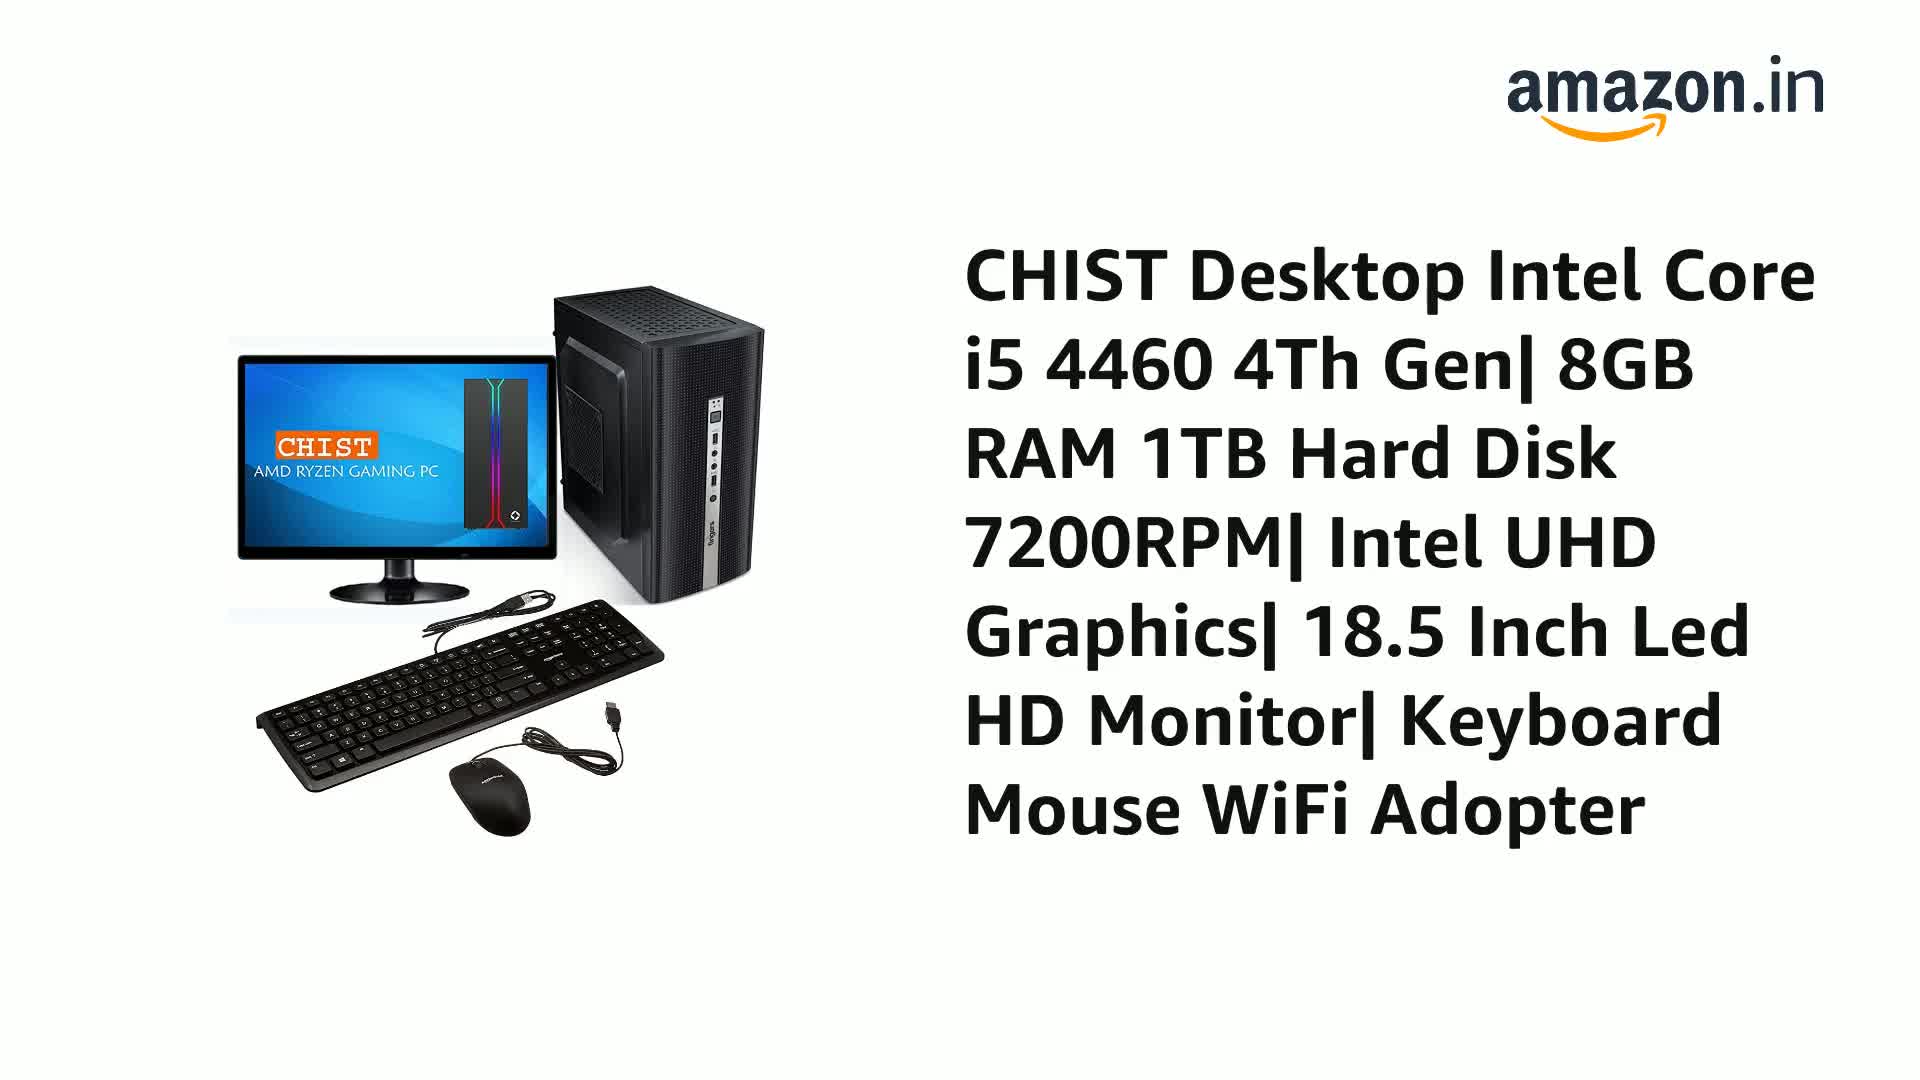 amazon.in
CHIST Desktop Intel Core
i5 4460 4Th Gen| 8GB
RAM 1TB Hard Disk
7200RPM| Intel UHD
Graphics| 18.5 Inch Led
HD Monitor| Keyboard
Mouse WiFi Adopter
CHIST
AMD RYZEN GAMING PC
fingers